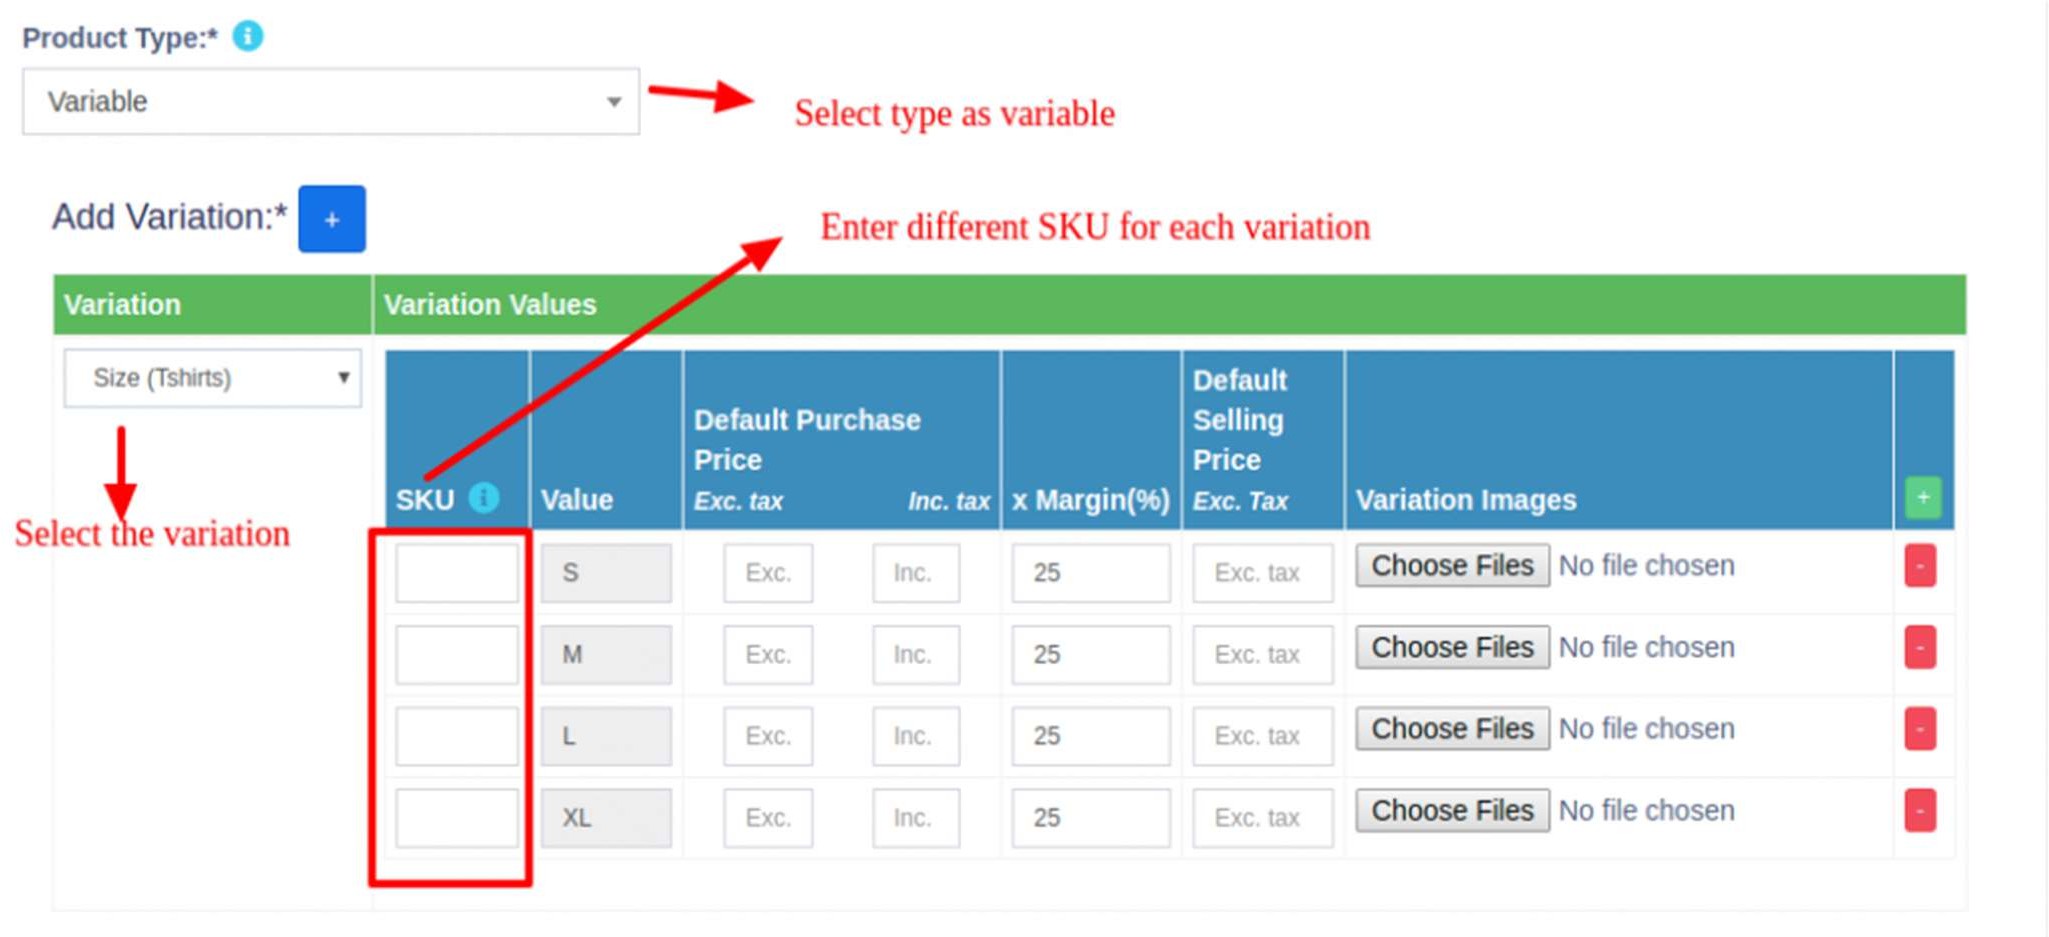 Product Type:* i
Variable
Select type as variable
Add Variation:* +
Enter different SKU for each variation
Variation Variation Values
Size (Tshirts)
Select the variation
SKU i Value Default Purchase Price Exc. tax Inc. tax x Margin(%) Default Selling Price Exc. Tax Variation Images +
S Exc. Inc. 25 Exc. tax Choose Files No file chosen -
M Exc. Inc. 25 Exc. tax Choose Files No file chosen -
L Exc. Inc. 25 Exc. tax Choose Files No file chosen -
XL Exc. Inc. 25 Exc. tax Choose Files No file chosen -